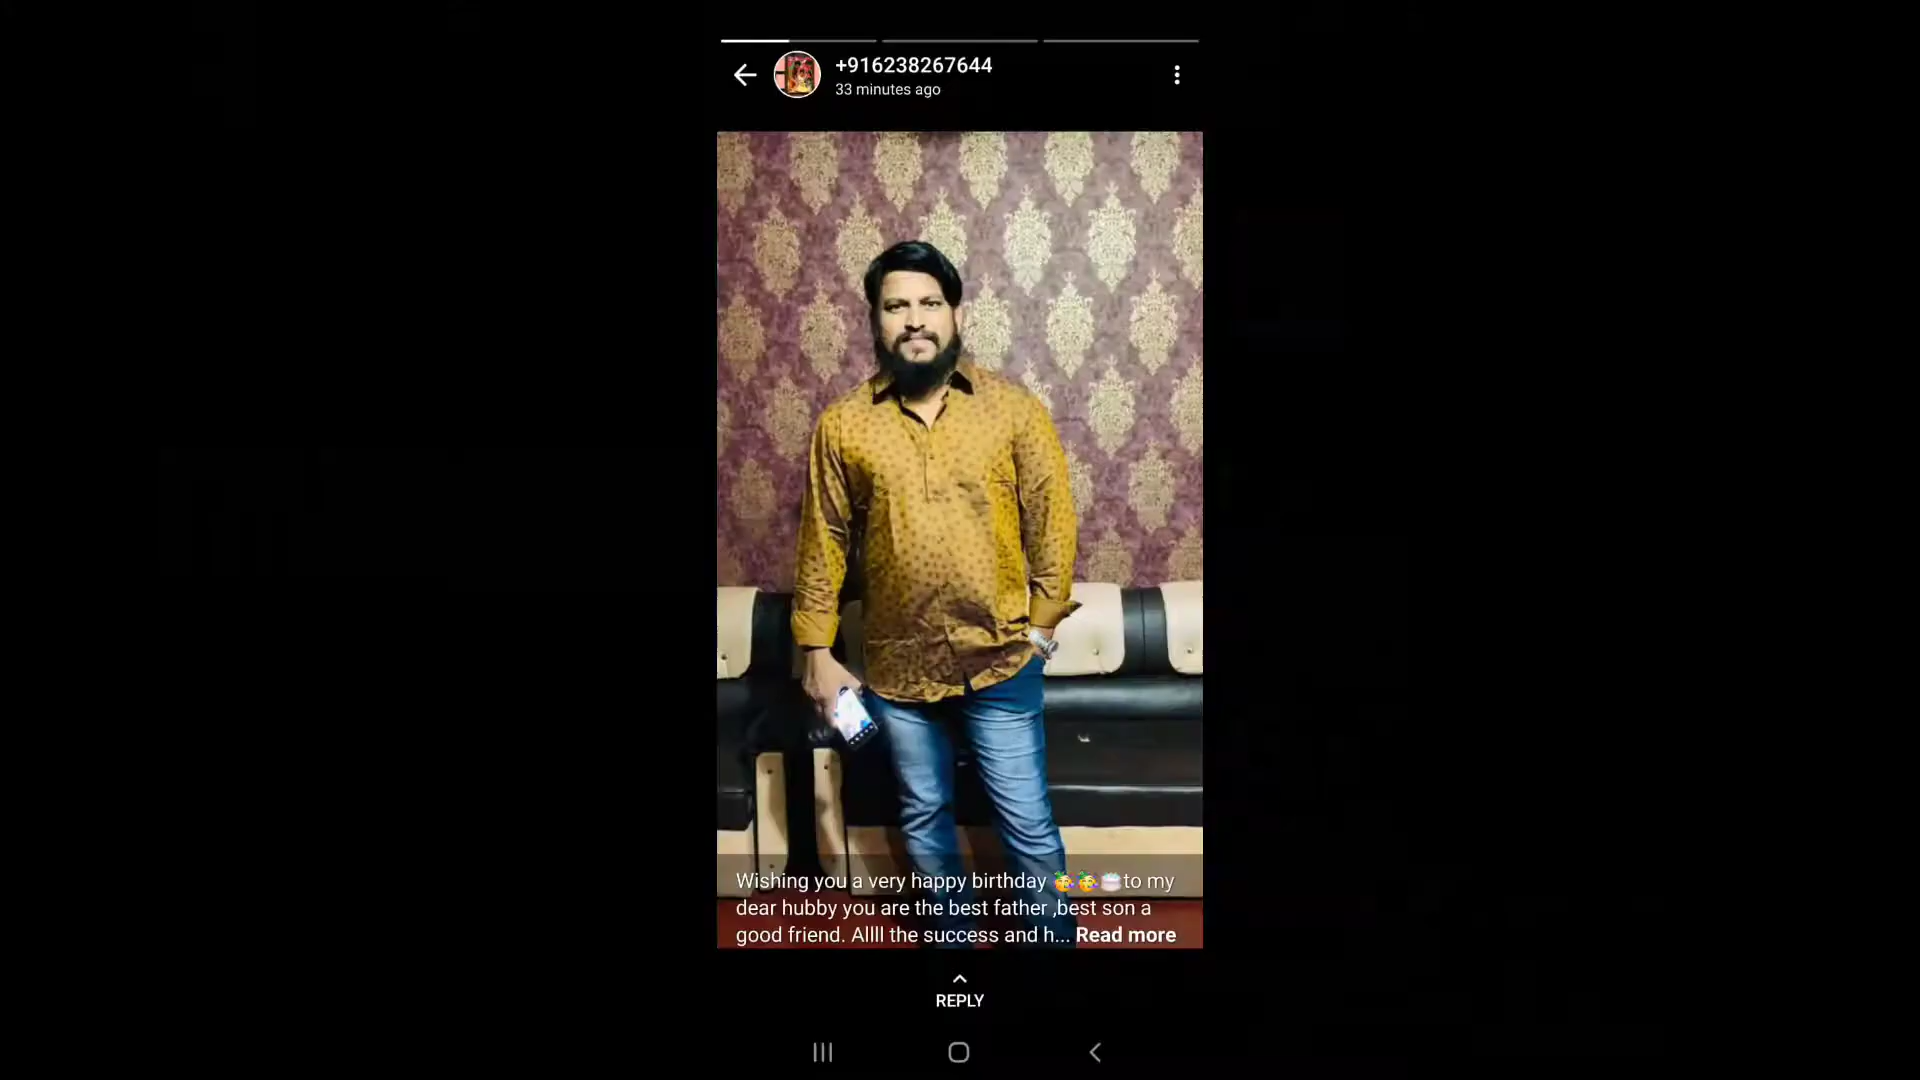 +916238267644
33 minutes ago
Wishing you a very happy birthday 🥳🥳🎂to my
dear hubby you are the best father ,best son a
good friend. Allll the success and h... Read more
REPLY